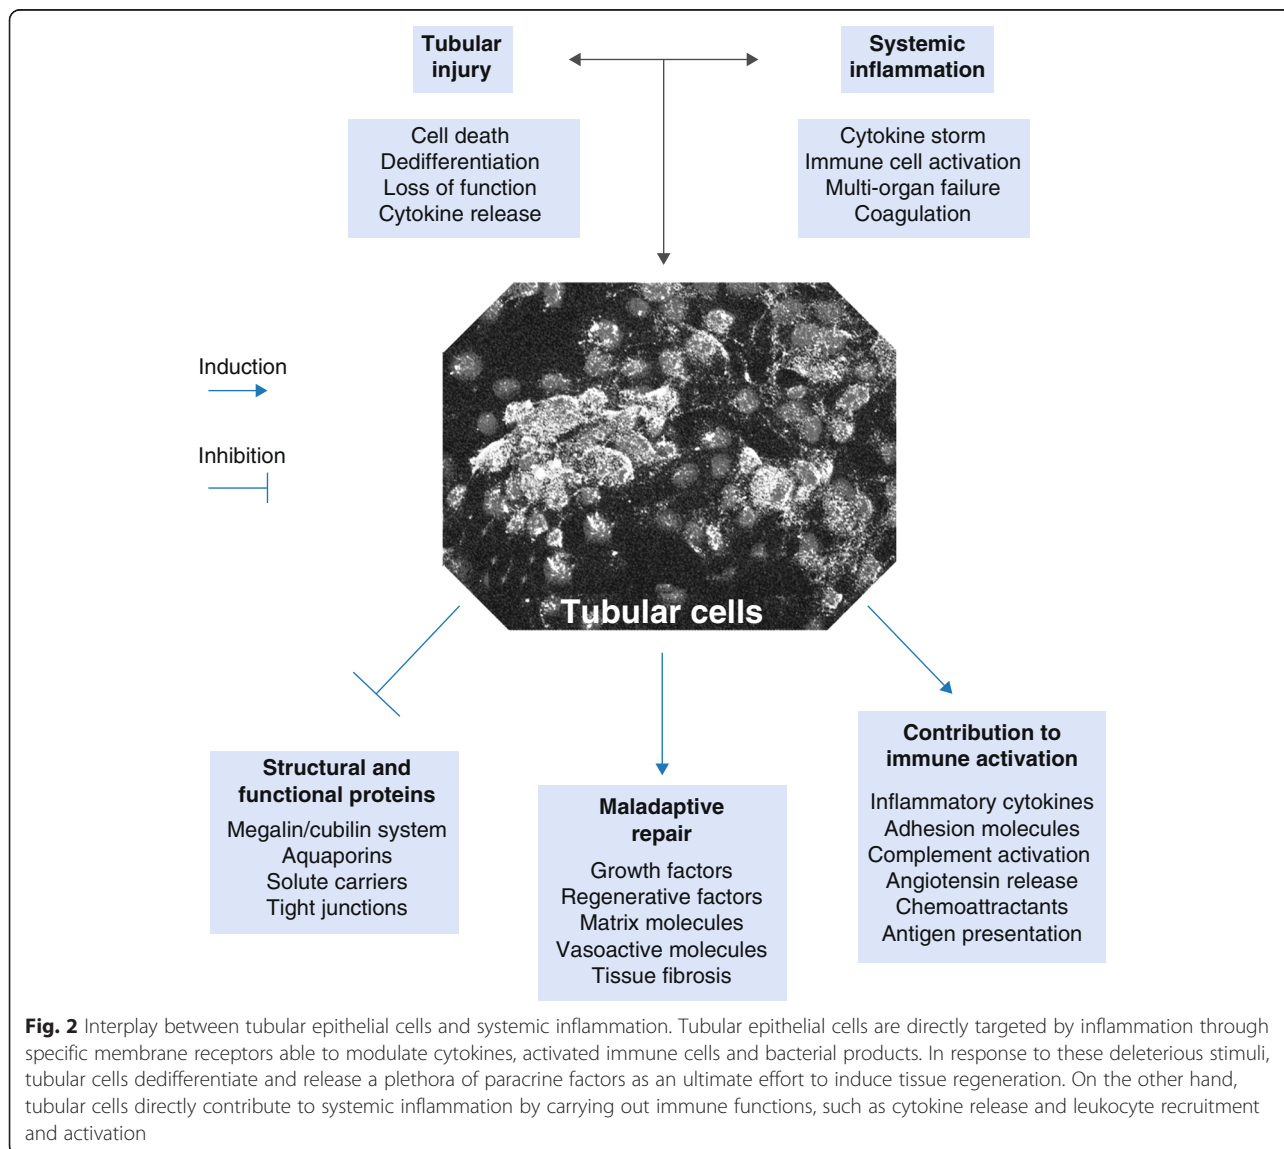 Tubular
injury
Systemic
inflammation
Cell death
Dedifferentiation
Loss of function
Cytokine release
Cytokine storm
Immune cell activation
Multi-organ failure
Coagulation
Induction
Inhibition
Tubular cells
Structural and
functional proteins
Megalin/cubilin system
Aquaporins
Solute carriers
Tight junctions
Maladaptive
repair
Growth factors
Regenerative factors
Matrix molecules
Vasoactive molecules
Tissue fibrosis
Contribution to
immune activation
Inflammatory cytokines
Adhesion molecules
Complement activation
Angiotensin release
Chemoattractants
Antigen presentation
Fig. 2 Interplay between tubular epithelial cells and systemic inflammation. Tubular epithelial cells are directly targeted by inflammation through
specific membrane receptors able to modulate cytokines, activated immune cells and bacterial products. In response to these deleterious stimuli,
tubular cells dedifferentiate and release a plethora of paracrine factors as an ultimate effort to induce tissue regeneration. On the other hand,
tubular cells directly contribute to systemic inflammation by carrying out immune functions, such as cytokine release and leukocyte recruitment
and activation